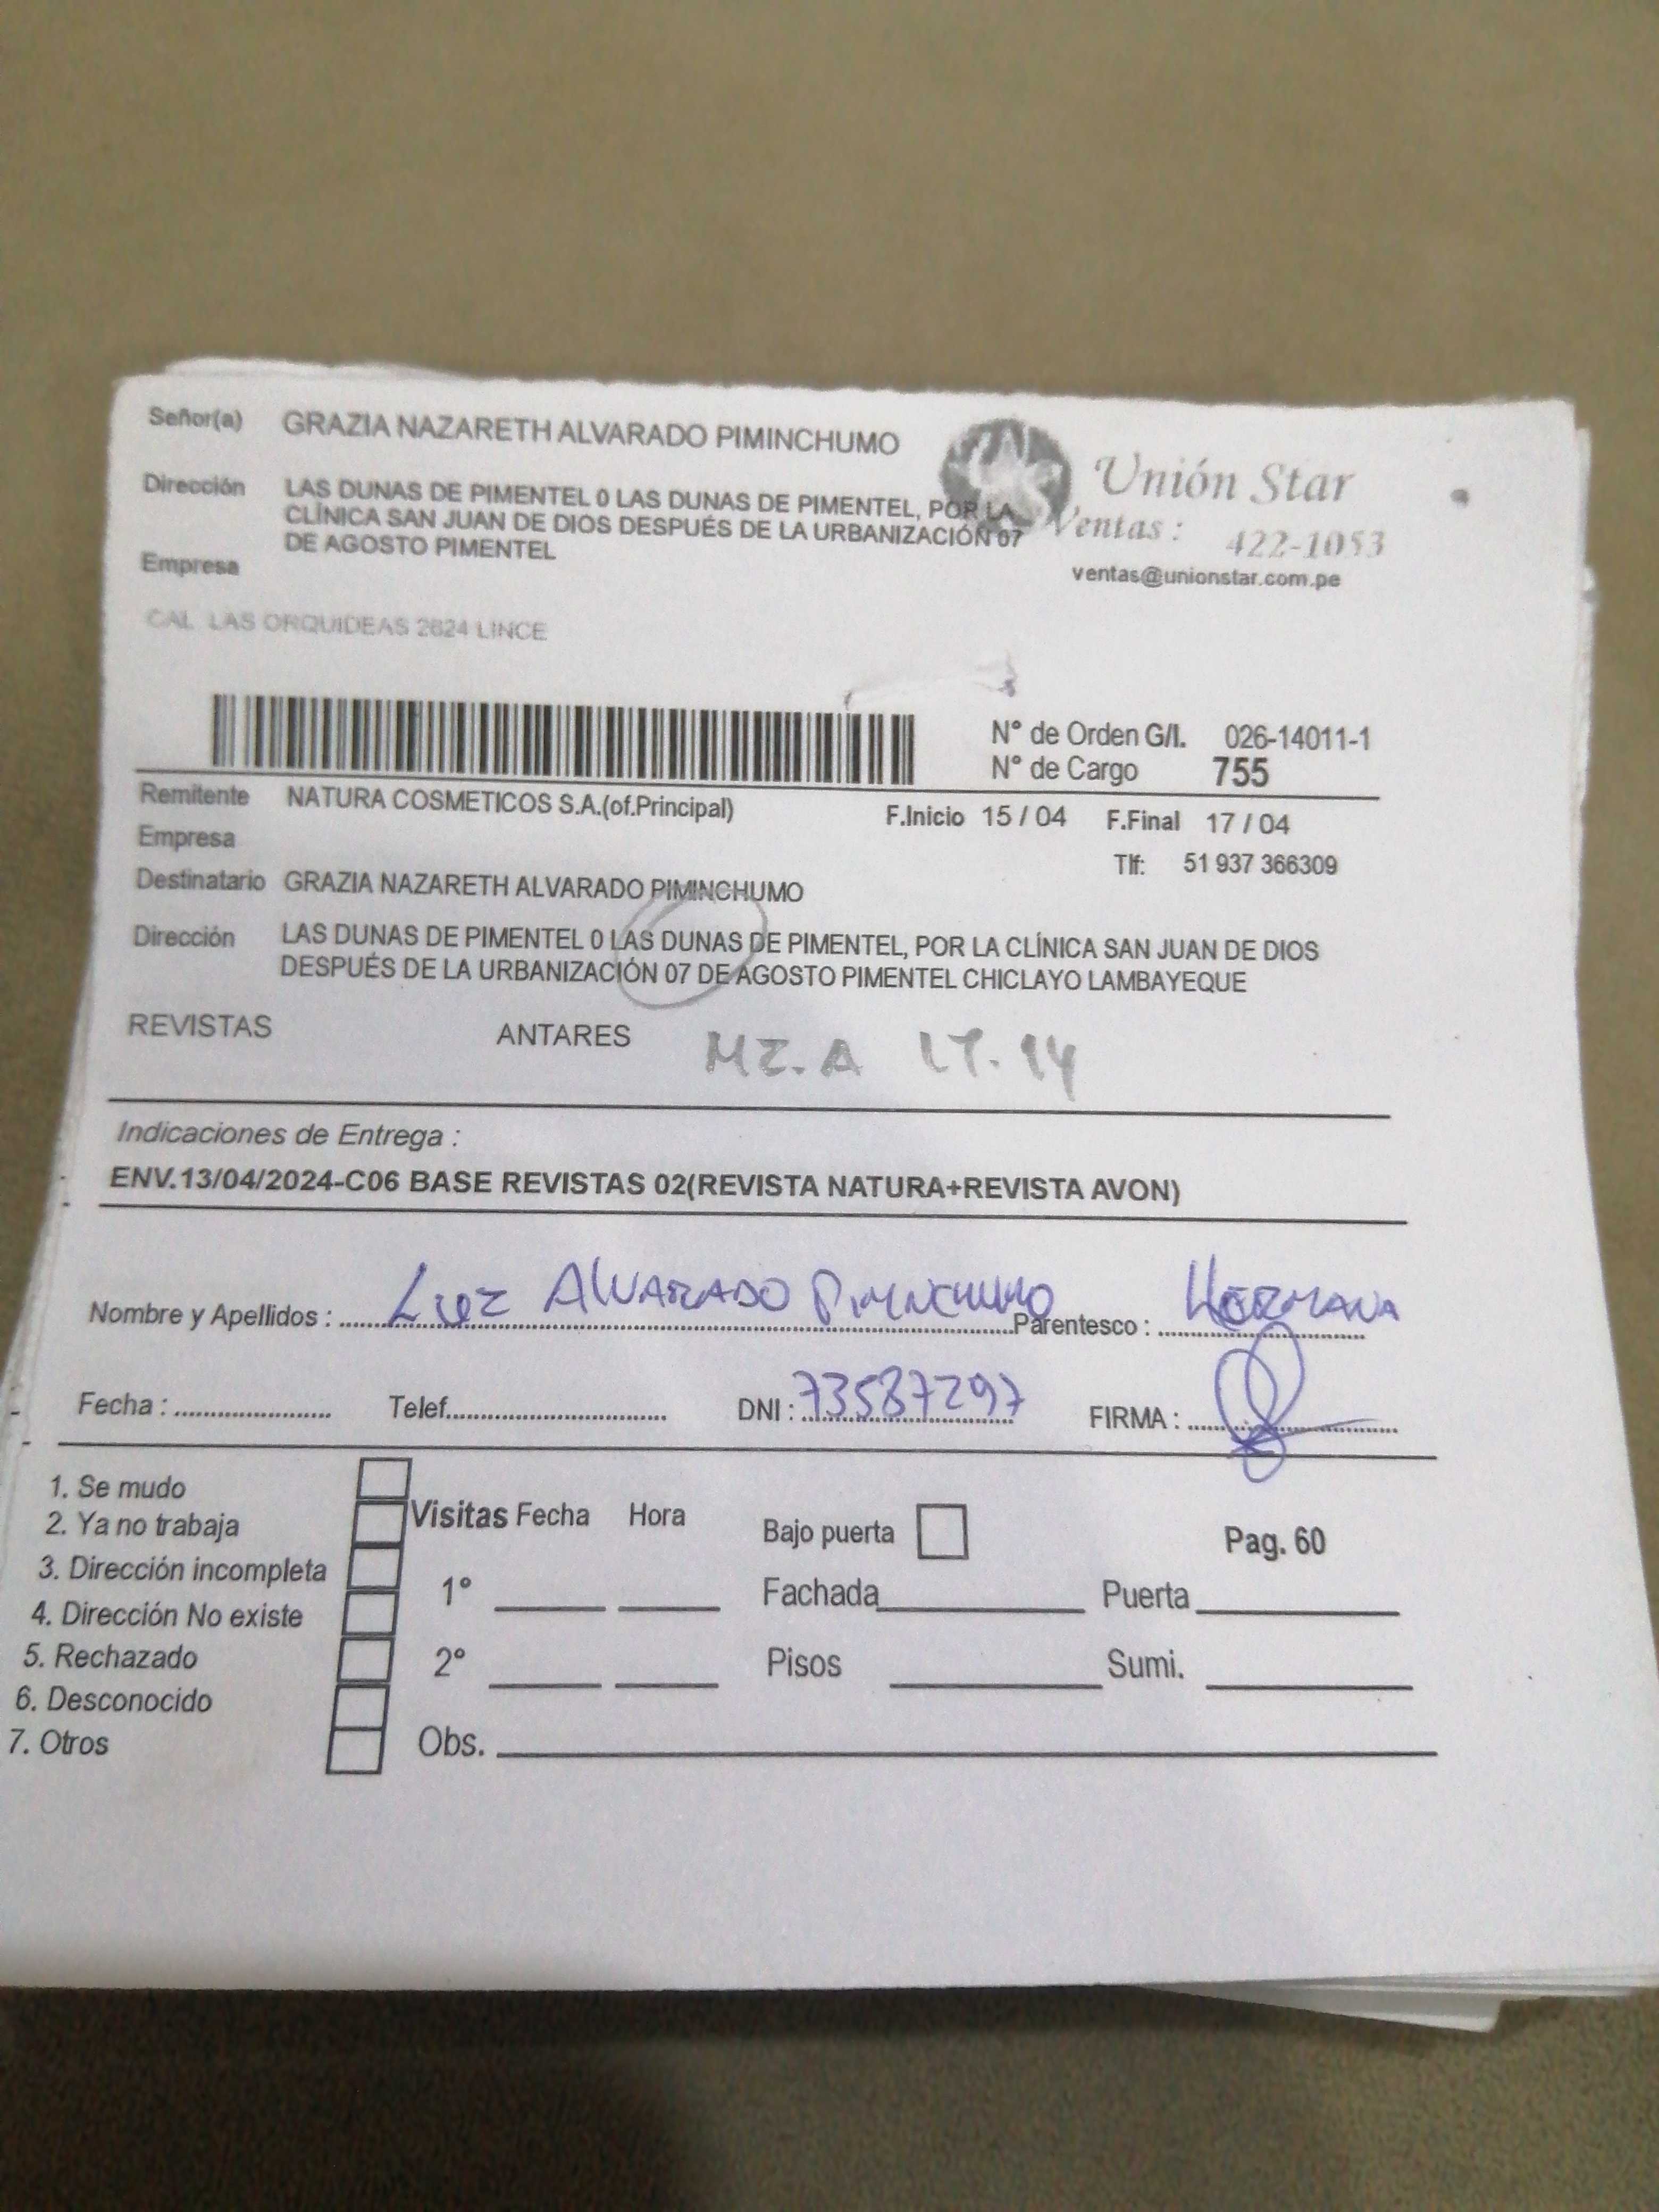 Señor(a) GRAZIA NAZARETH ALVARADO PIMINCHUMO
Dirección LAS DUNAS DE PIMENTEL 0 LAS DUNAS DE PIMENTEL, POR LA
CLÍNICA SAN JUAN DE DIOS DESPUÉS DE LA URBANIZACIÓN 07
DE AGOSTO PIMENTEL
Empresa
Unión Star
Ventas : 422-1053
ventas@unionstar.com.pe
CAL LAS ORQUIDEAS 2624 LINCE
N° de Orden G/I. 026-14011-1
N° de Cargo 755
Remitente NATURA COSMETICOS S.A.(of.Principal) F.Inicio 15 / 04 F.Final 17 / 04
Empresa
Tlf: 51 937 366309
Destinatario GRAZIA NAZARETH ALVARADO PIMINCHUMO
Dirección LAS DUNAS DE PIMENTEL 0 LAS DUNAS DE PIMENTEL, POR LA CLÍNICA SAN JUAN DE DIOS
DESPUÉS DE LA URBANIZACIÓN 07 DE AGOSTO PIMENTEL CHICLAYO LAMBAYEQUE
REVISTAS ANTARES MZ.A LT.14
Indicaciones de Entrega :
ENV.13/04/2024-C06 BASE REVISTAS 02(REVISTA NATURA+REVISTA AVON)
Nombre y Apellidos : Luz ALVARADO PIMINCHUMO Parentesco : HERMANA
Fecha : Telef. DNI : 73587297 FIRMA :
1. Se mudo
2. Ya no trabaja
3. Dirección incompleta
4. Dirección No existe
5. Rechazado
6. Desconocido
7. Otros
Visitas Fecha Hora
1°
2°
Obs.
Bajo puerta Pag. 60
Fachada Puerta
Pisos Sumi.